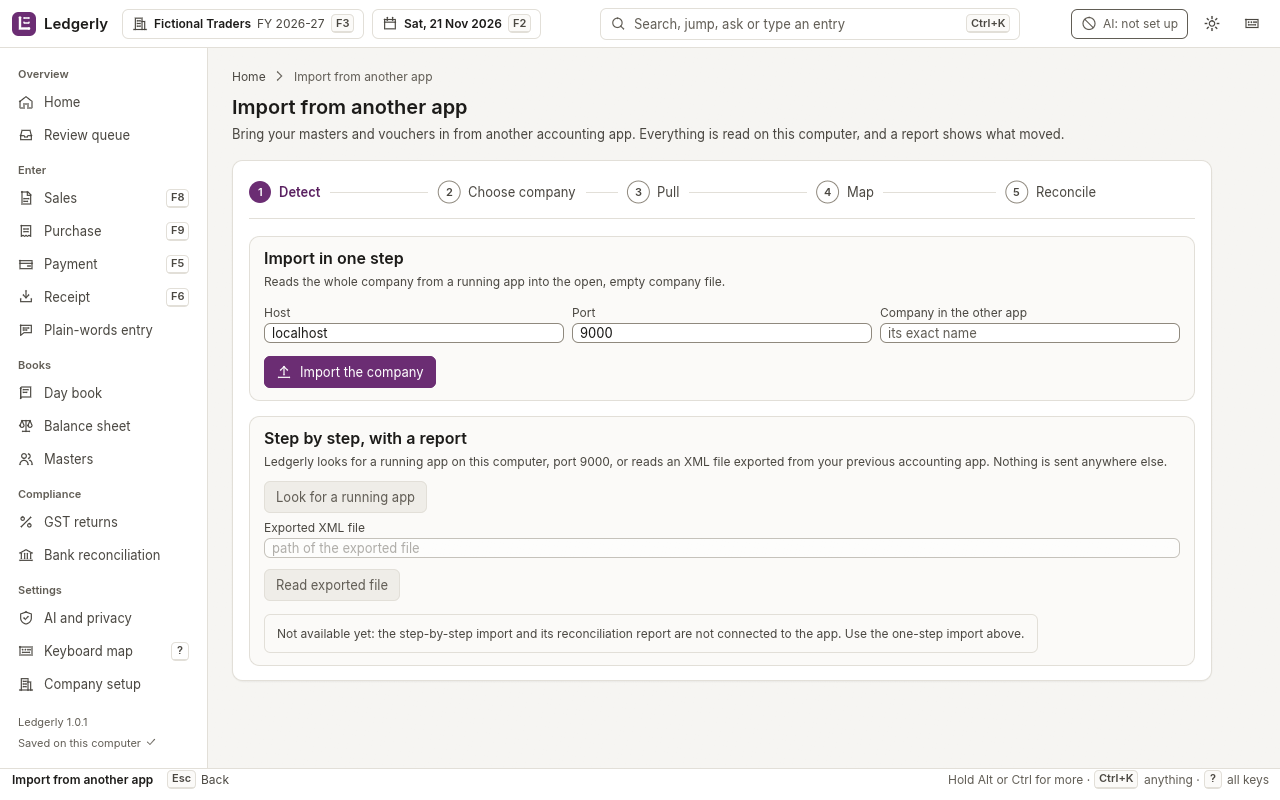 Ledgerly
Fictional Traders FY 2026-27 F3
Sat, 21 Nov 2026 F2
Search, jump, ask or type an entry Ctrl+K
AI: not set up
Overview
Home
Review queue
Enter
Sales F8
Purchase F9
Payment F5
Receipt F6
Plain-words entry
Books
Day book
Balance sheet
Masters
Compliance
GST returns
Bank reconciliation
Settings
AI and privacy
Keyboard map ?
Company setup
Ledgerly 1.0.1
Saved on this computer
Home Import from another app
Import from another app
Bring your masters and vouchers in from another accounting app. Everything is read on this computer, and a report shows what moved.
1 Detect 2 Choose company 3 Pull 4 Map 5 Reconcile
Import in one step
Reads the whole company from a running app into the open, empty company file.
Host Port Company in the other app
localhost 9000 its exact name
Import the company
Step by step, with a report
Ledgerly looks for a running app on this computer, port 9000, or reads an XML file exported from your previous accounting app. Nothing is sent anywhere else.
Look for a running app
Exported XML file
path of the exported file
Read exported file
Not available yet: the step-by-step import and its reconciliation report are not connected to the app. Use the one-step import above.
Import from another app Esc Back
Hold Alt or Ctrl for more · Ctrl+K anything · ? all keys